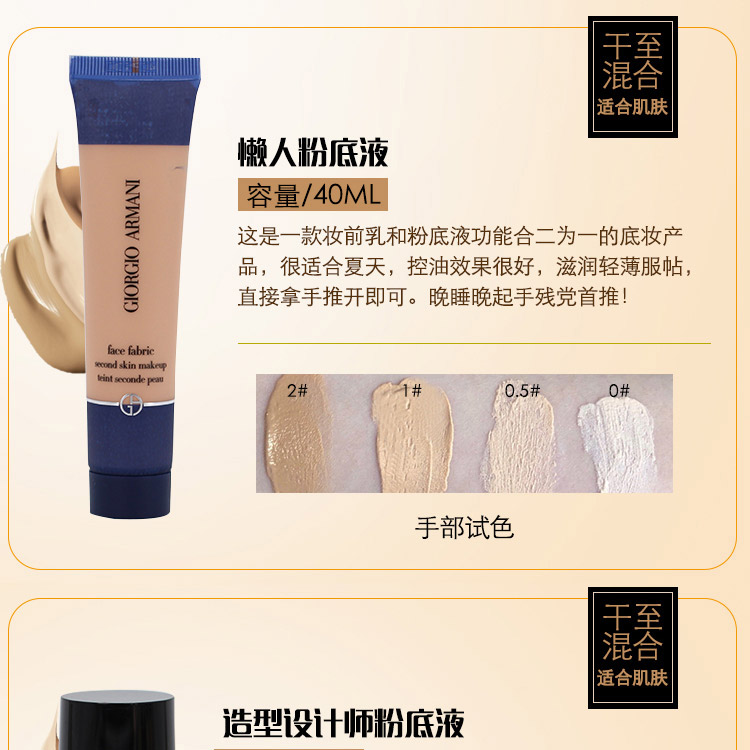 干至
混合
适合肌肤
懒人粉底液
容量/40ML
这是一款妆前乳和粉底液功能合二为一的底妆产
品，很适合夏天，控油效果很好，滋润轻薄服帖，
直接拿手推开即可。晚睡晚起手残党首推！
GIORGIO ARMANI
face fabric
second skin makeup
teint seconde peau
2# 1# 0.5# 0#
手部试色
干至
混合
适合肌肤
造型设计师粉底液